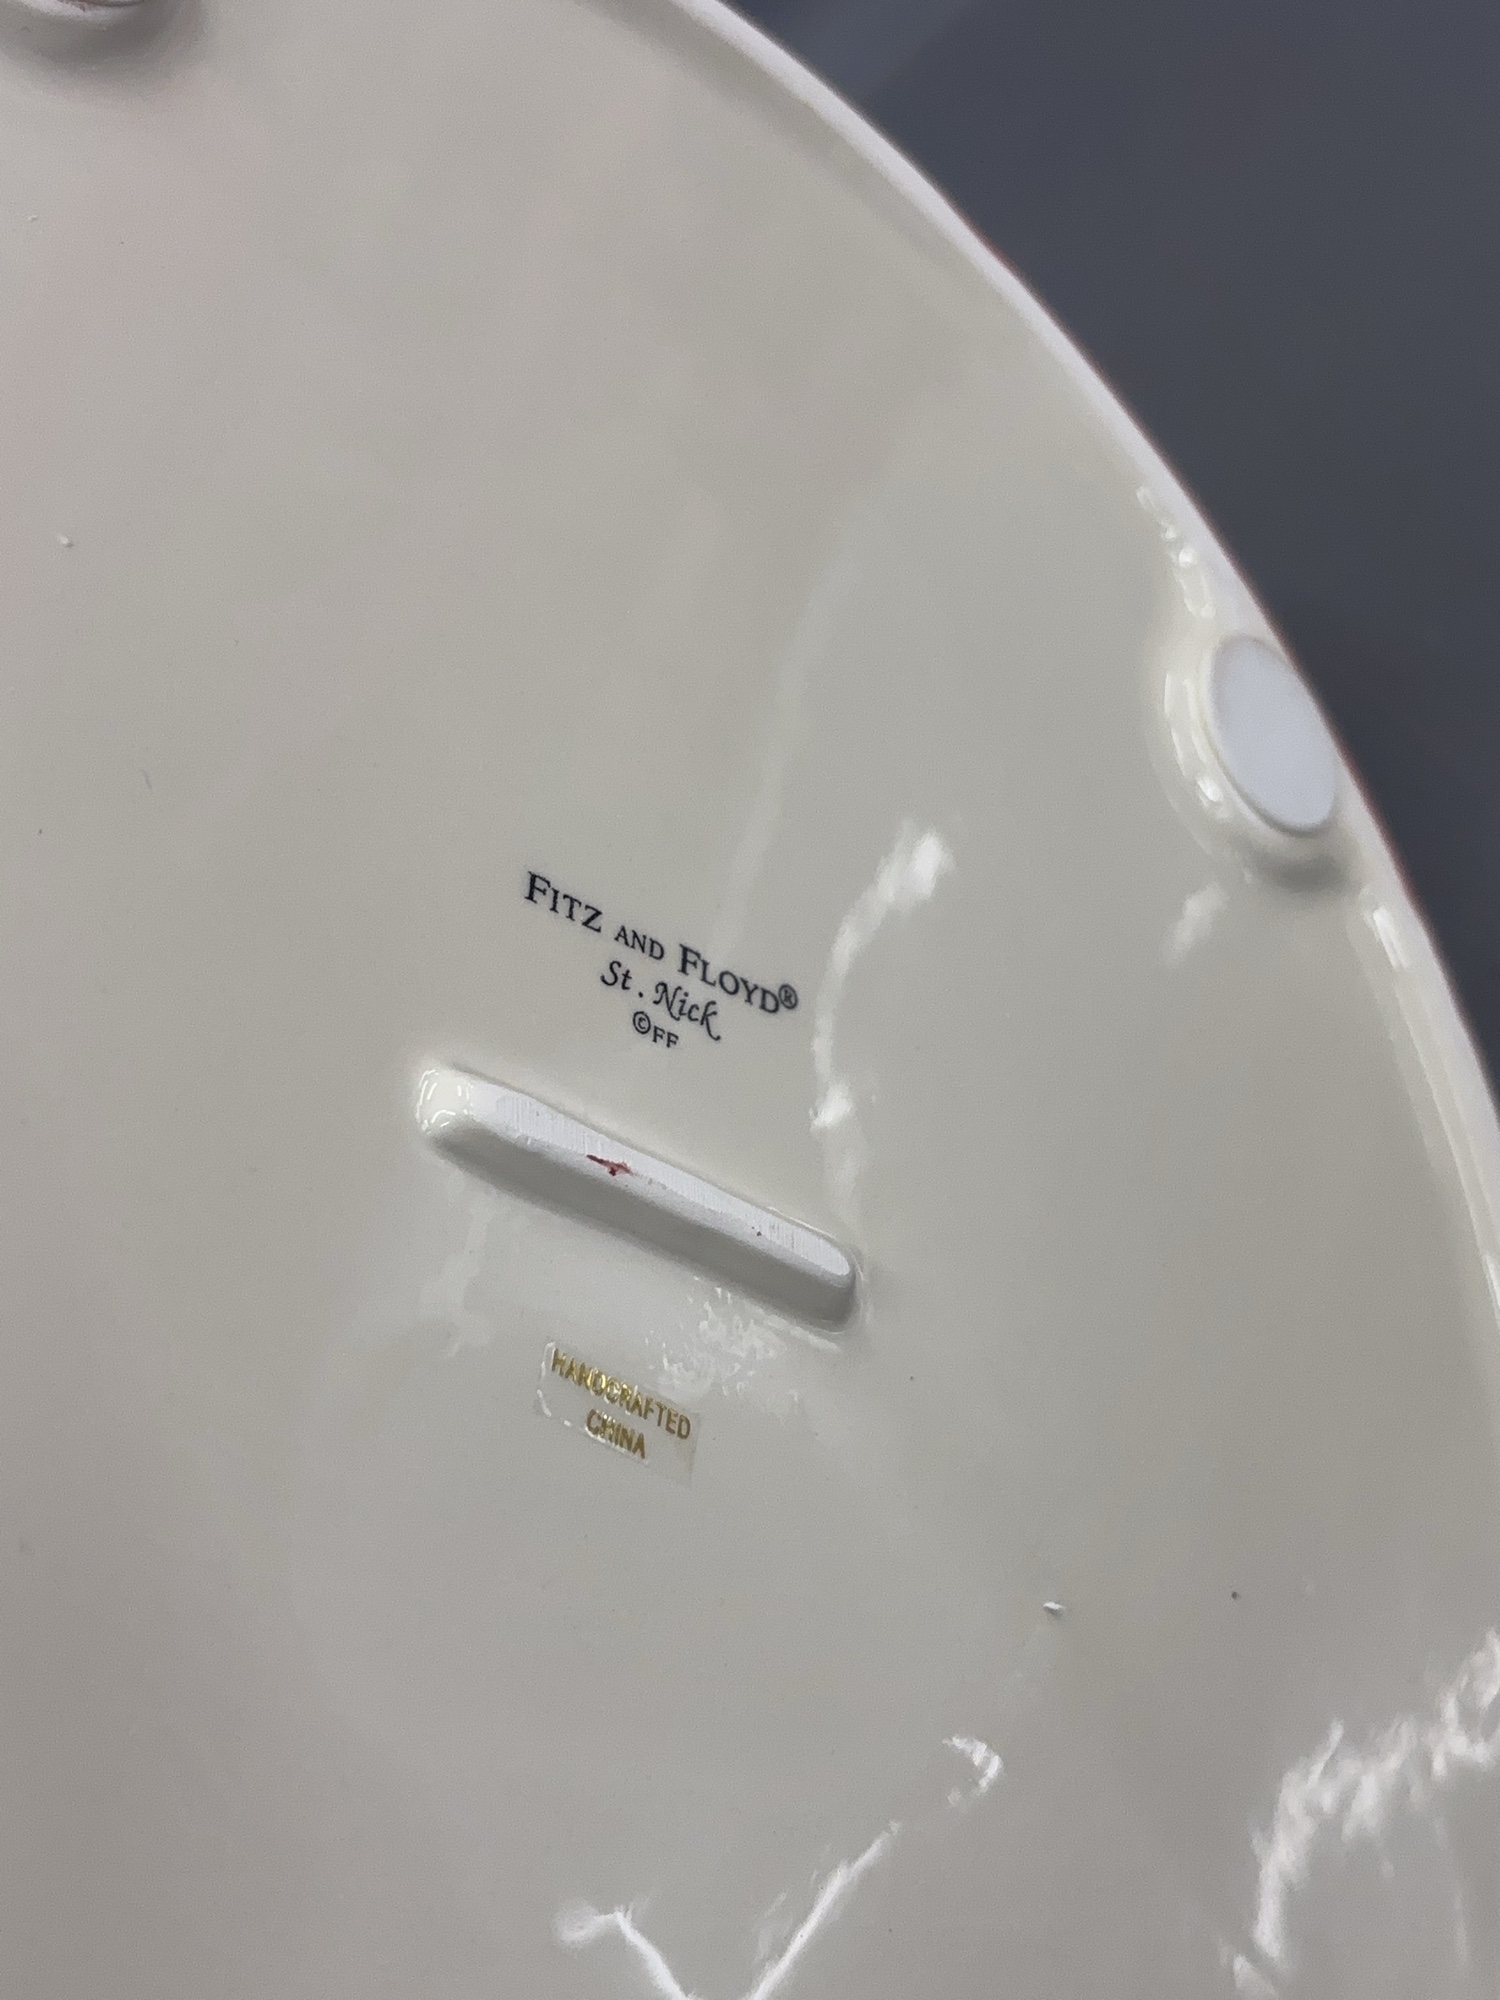 FITZ AND FLOYD®
St. Nick
©FF
HANDCRAFTED
CHINA